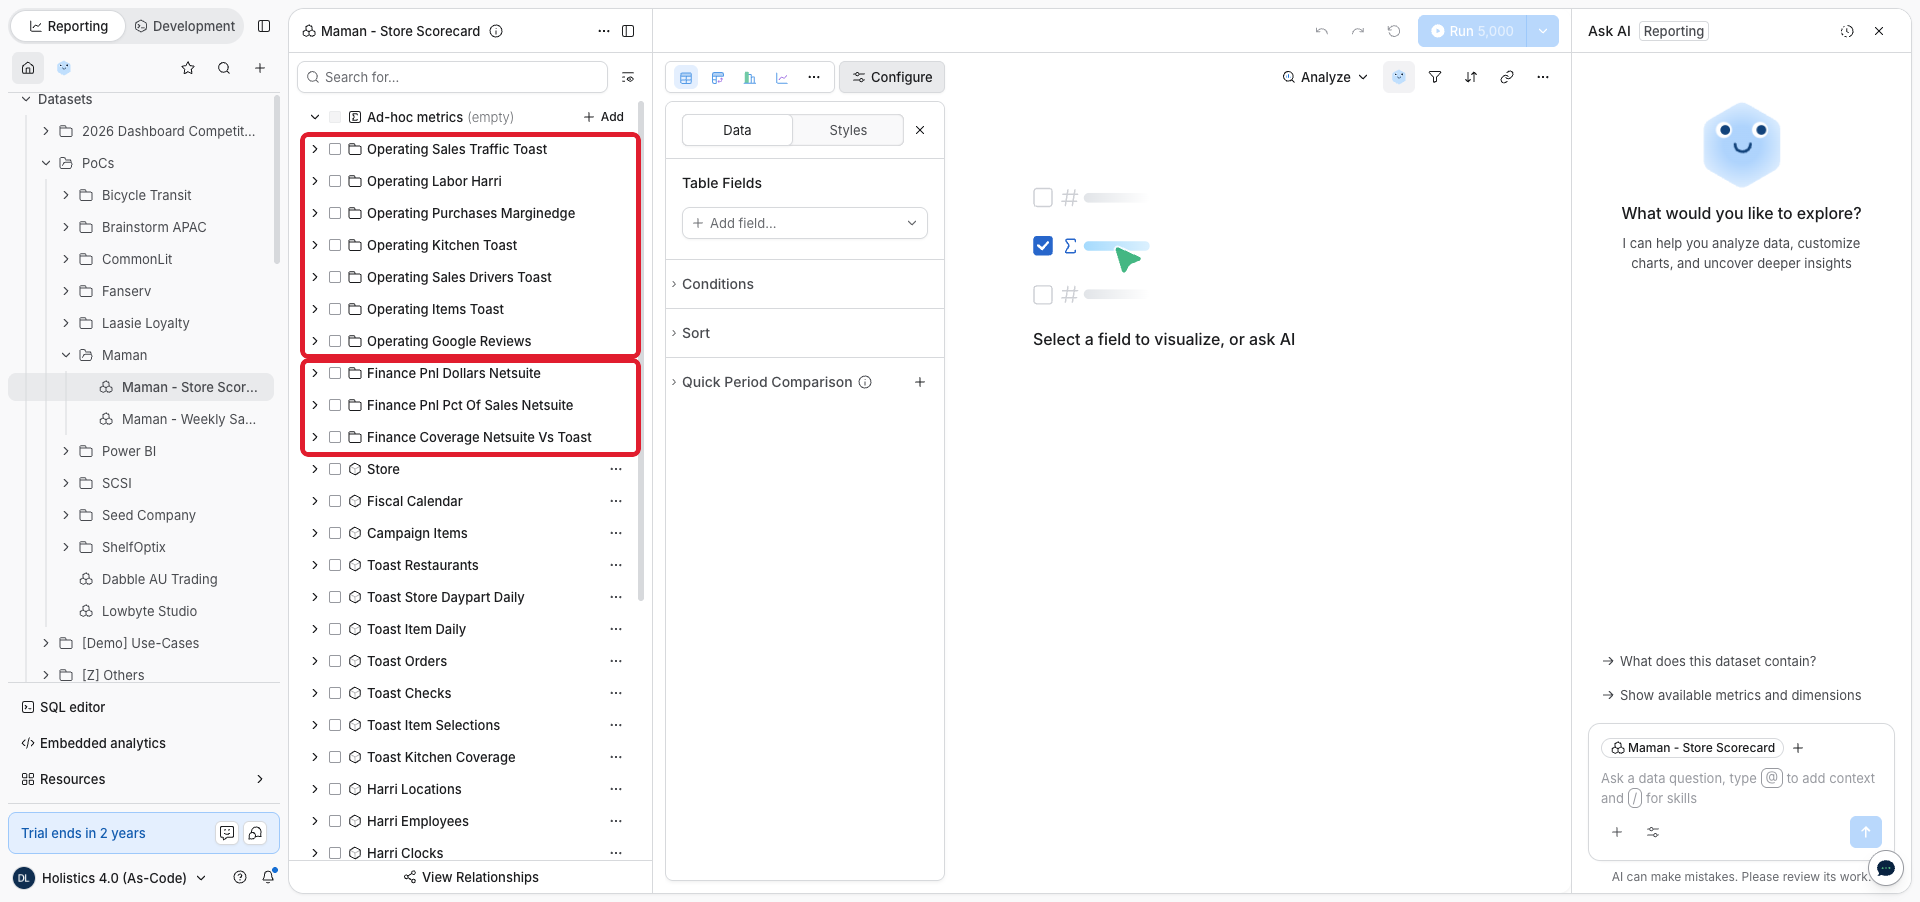 Reporting
Development
Datasets
2026 Dashboard Competit...
PoCs
Bicycle Transit
Brainstorm APAC
CommonLit
Fanserv
Laasie Loyalty
Maman
Maman - Store Scor...
Maman - Weekly Sa...
Power BI
SCSI
Seed Company
ShelfOptix
Dabble AU Trading
Lowbyte Studio
[Demo] Use-Cases
[Z] Others
SQL editor
Embedded analytics
Resources
Trial ends in 2 years
DL Holistics 4.0 (As-Code)
Maman - Store Scorecard
Search for...
Ad-hoc metrics (empty) Add
Operating Sales Traffic Toast
Operating Labor Harri
Operating Purchases Marginedge
Operating Kitchen Toast
Operating Sales Drivers Toast
Operating Items Toast
Operating Google Reviews
Finance Pnl Dollars Netsuite
Finance Pnl Pct Of Sales Netsuite
Finance Coverage Netsuite Vs Toast
Store
Fiscal Calendar
Campaign Items
Toast Restaurants
Toast Store Daypart Daily
Toast Item Daily
Toast Orders
Toast Checks
Toast Item Selections
Toast Kitchen Coverage
Harri Locations
Harri Employees
Harri Clocks
View Relationships
Run 5,000
Configure
Analyze
Data Styles
Table Fields
Add field...
Conditions
Sort
Quick Period Comparison
Select a field to visualize, or ask AI
Ask AI Reporting
What would you like to explore?
I can help you analyze data, customize
charts, and uncover deeper insights
What does this dataset contain?
Show available metrics and dimensions
Maman - Store Scorecard
Ask a data question, type @ to add context
and / for skills
AI can make mistakes. Please review its work.